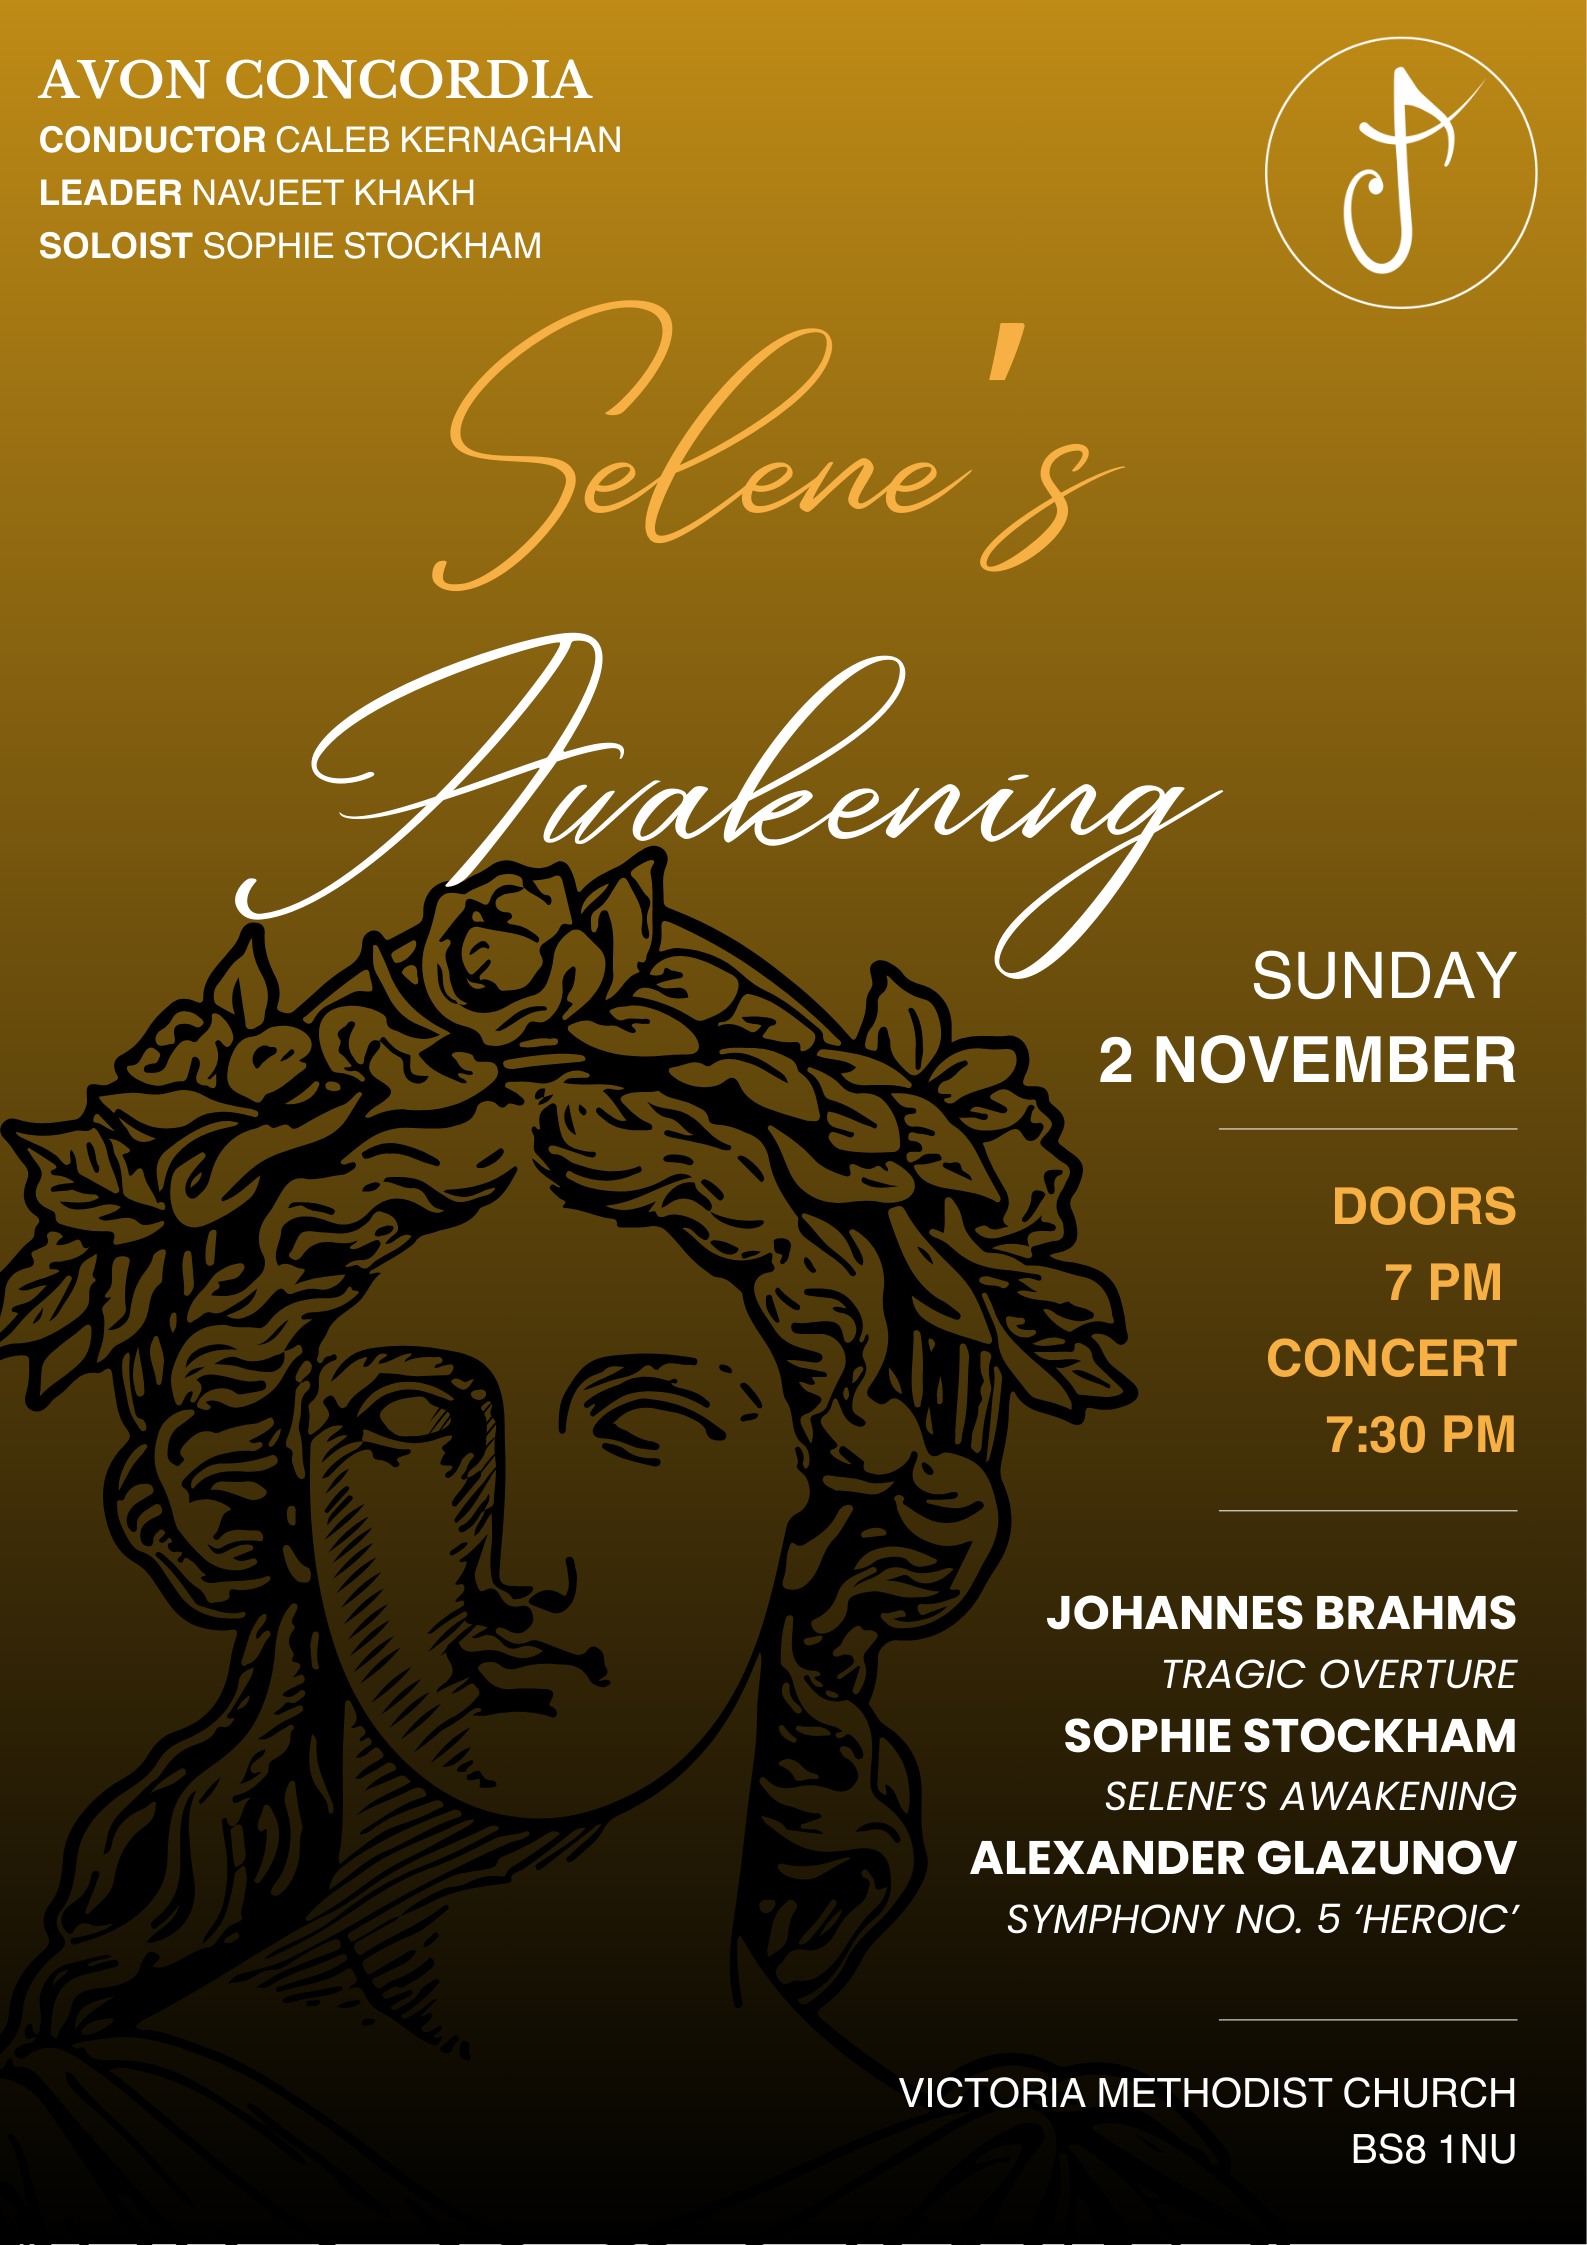 AVON CONCORDIA
CONDUCTOR CALEB KERNAGHAN
LEADER NAVJEET KHAKH
SOLOIST SOPHIE STOCKHAM
Selene's
Awakening
SUNDAY
2 NOVEMBER
DOORS
7 PM
CONCERT
7:30 PM
JOHANNES BRAHMS
TRAGIC OVERTURE
SOPHIE STOCKHAM
SELENE’S AWAKENING
ALEXANDER GLAZUNOV
SYMPHONY NO. 5 ‘HEROIC’
VICTORIA METHODIST CHURCH
BS8 1NU